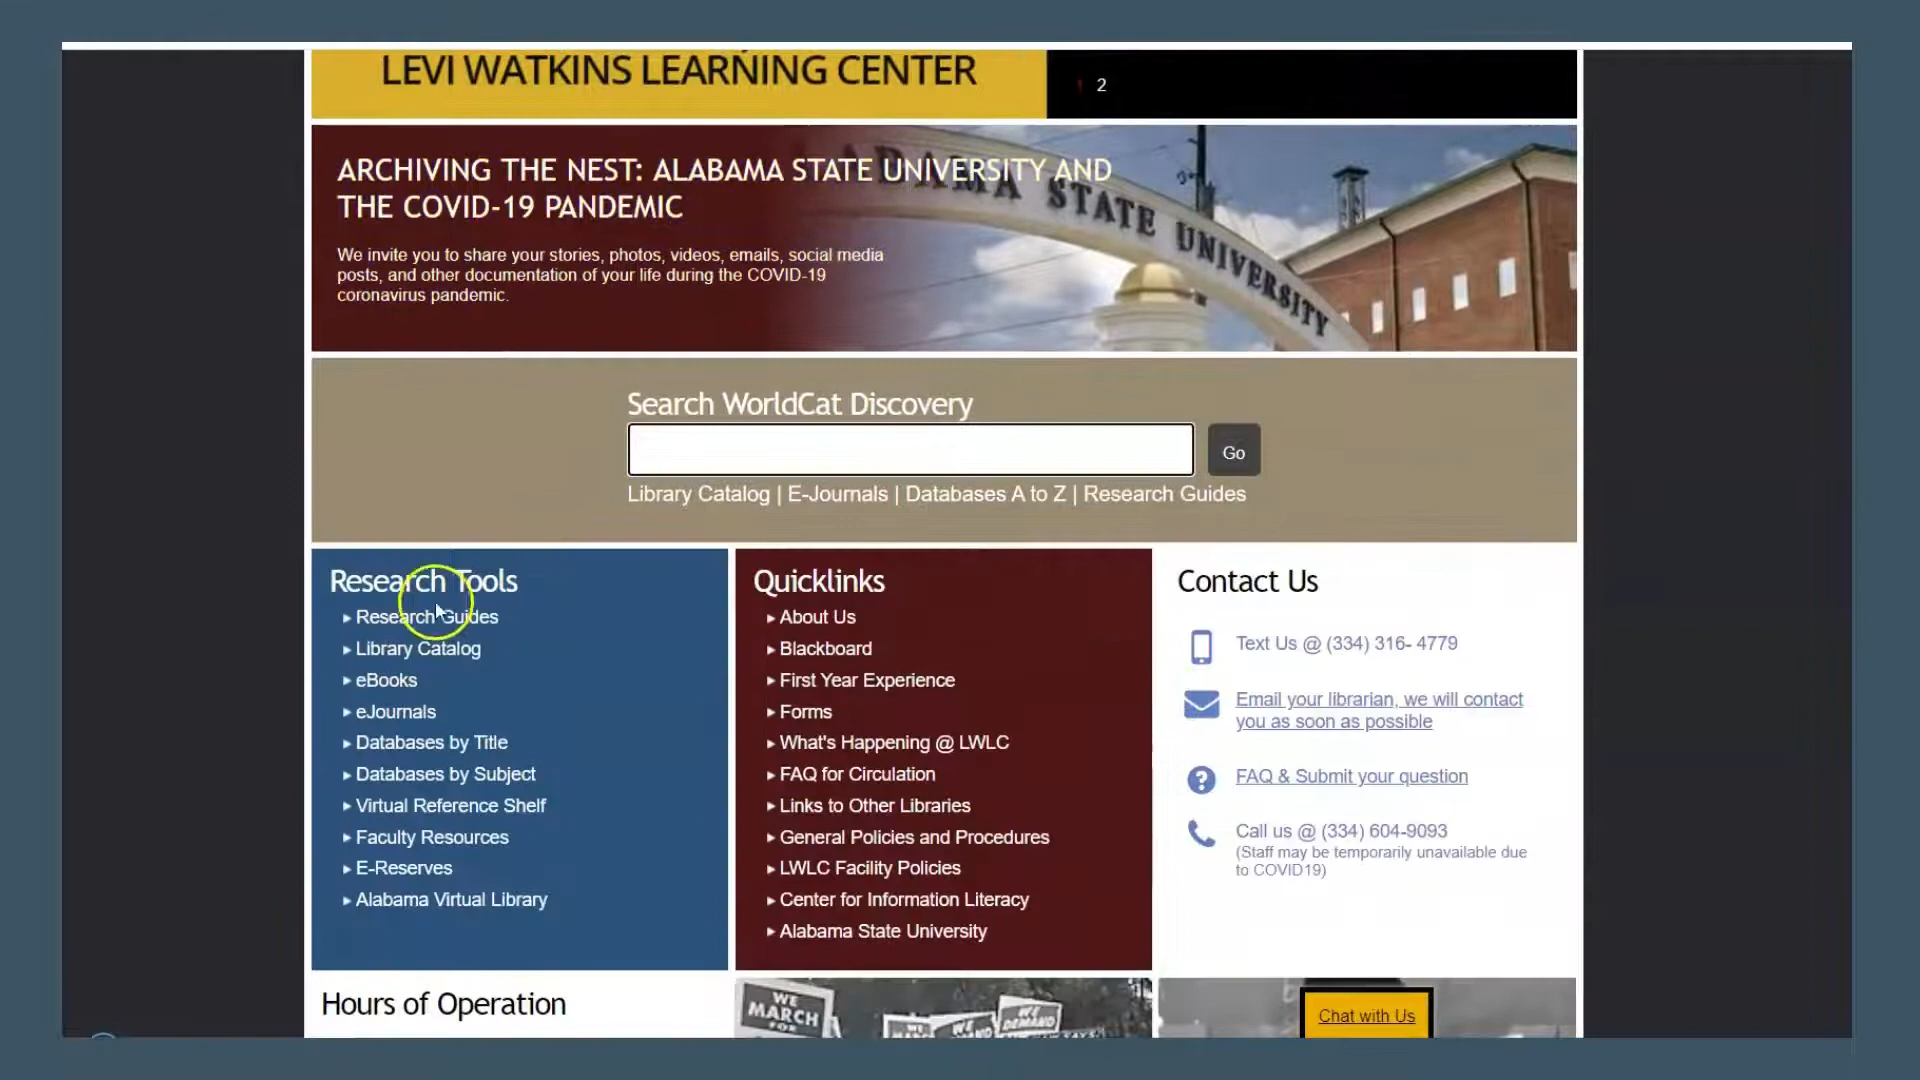 LEVI WATKINS LEARNING CENTER
2
ARCHIVING THE NEST: ALABAMA STATE UNIVERSITY AND
THE COVID-19 PANDEMIC
We invite you to share your stories, photos, videos, emails, social media
posts, and other documentation of your life during the COVID-19
coronavirus pandemic.
ALABAMA STATE UNIVERSITY
Search WorldCat Discovery
Go
Library Catalog | E-Journals | Databases A to Z | Research Guides
Research Tools
Research Guides
Library Catalog
eBooks
eJournals
Databases by Title
Databases by Subject
Virtual Reference Shelf
Faculty Resources
E-Reserves
Alabama Virtual Library
Quicklinks
About Us
Blackboard
First Year Experience
Forms
What's Happening @ LWLC
FAQ for Circulation
Links to Other Libraries
General Policies and Procedures
LWLC Facility Policies
Center for Information Literacy
Alabama State University
Contact Us
Text Us @ (334) 316- 4779
Email your librarian, we will contact
you as soon as possible
FAQ & Submit your question
Call us @ (334) 604-9093
(Staff may be temporarily unavailable due
to COVID19)
Hours of Operation
WE
MARCH
FOR
WE
DEMAND
Chat with Us